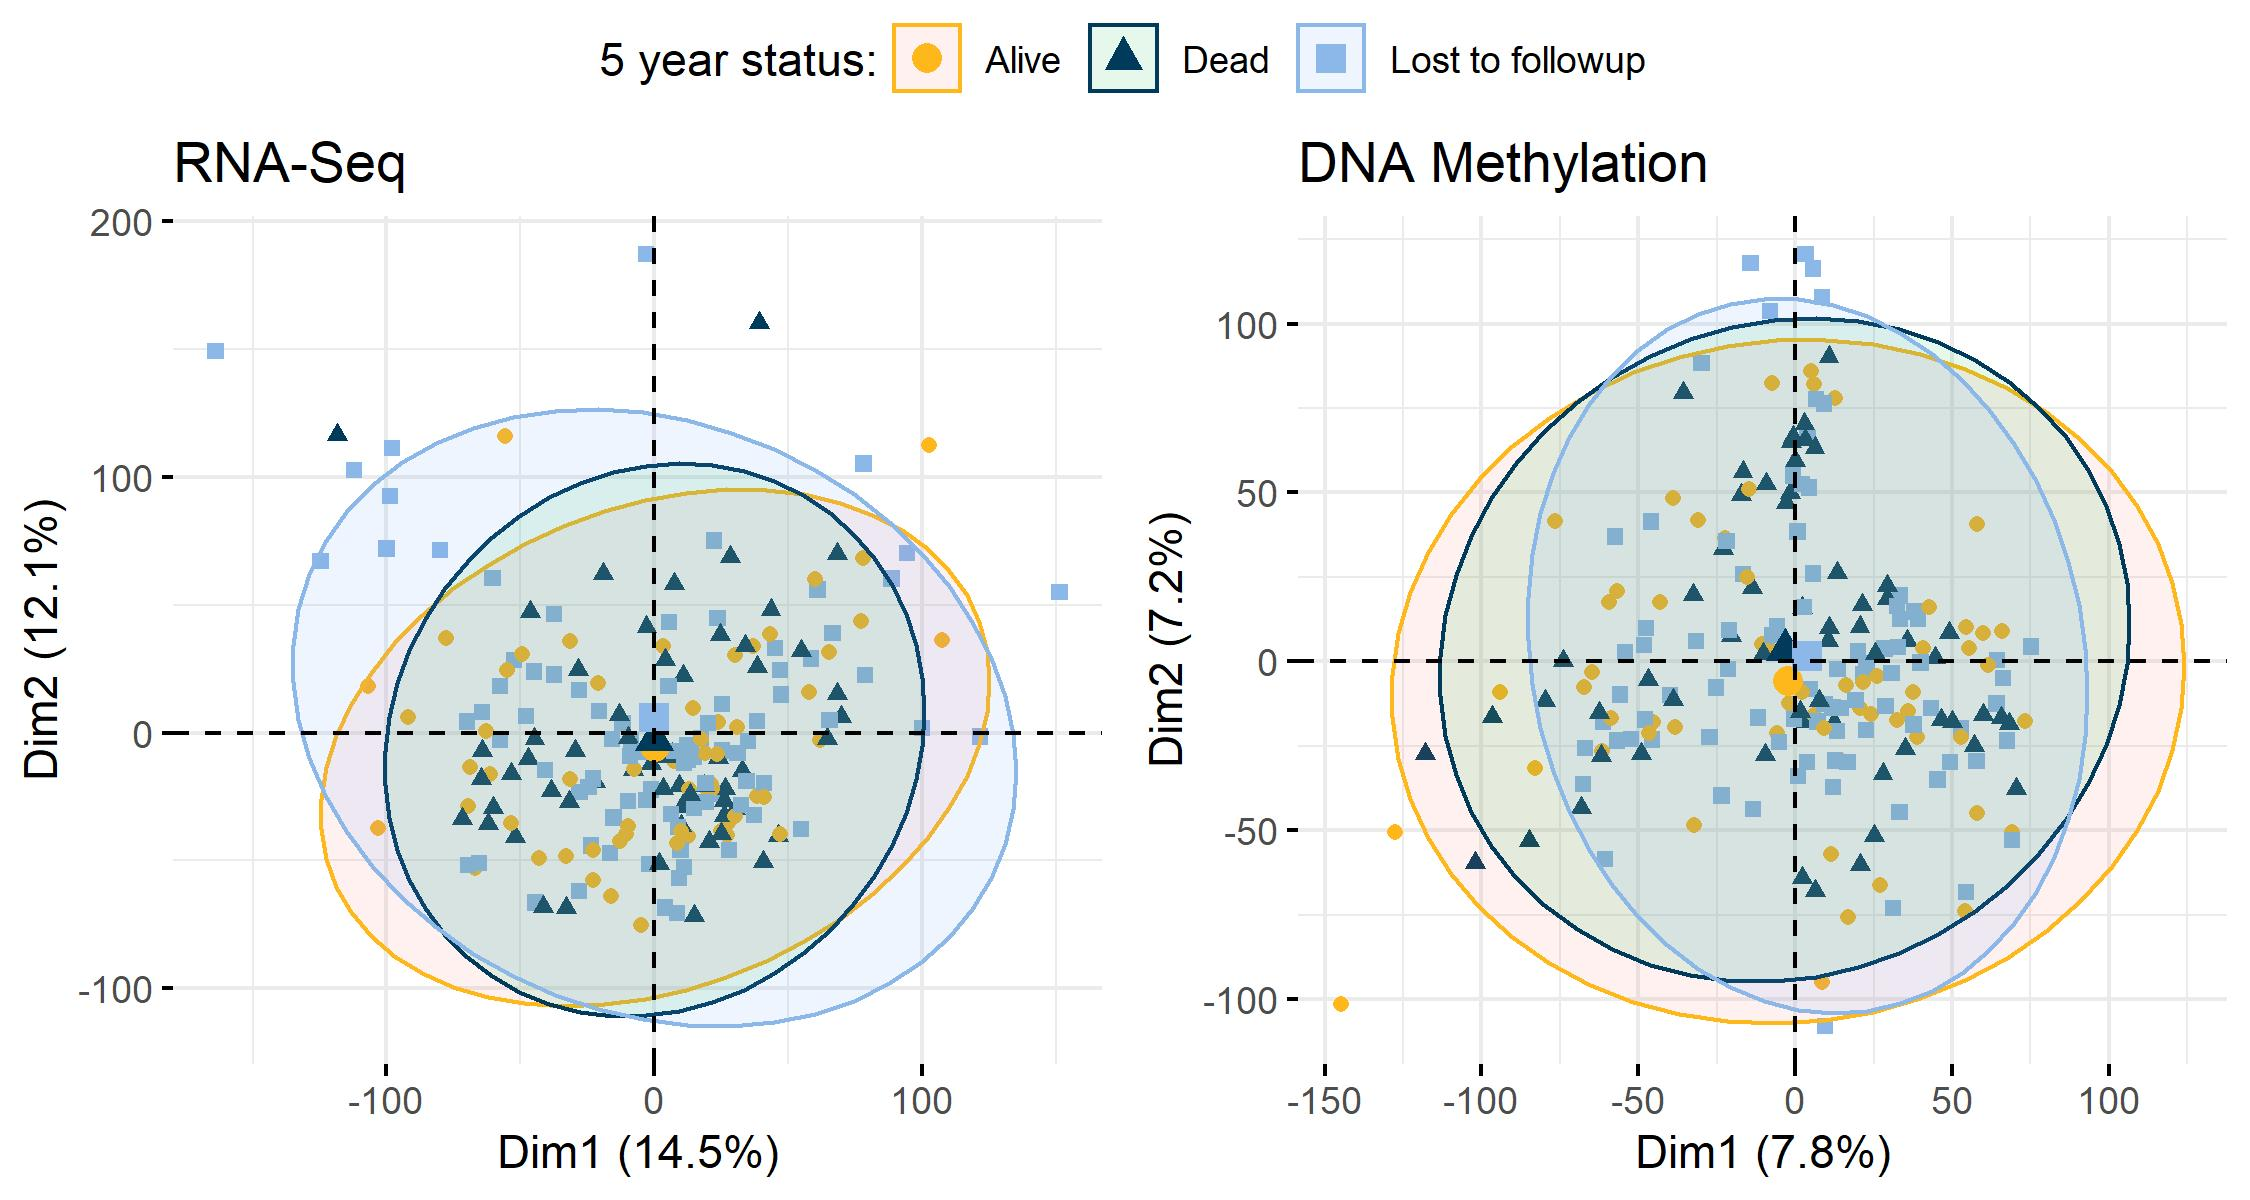 5 year status: Alive Dead Lost to followup
RNA-Seq
200
100
0
-100
-100 0 100
Dim1 (14.5%)
Dim2 (12.1%)
DNA Methylation
100
50
0
-50
-100
-150 -100 -50 0 50 100
Dim1 (7.8%)
Dim2 (7.2%)